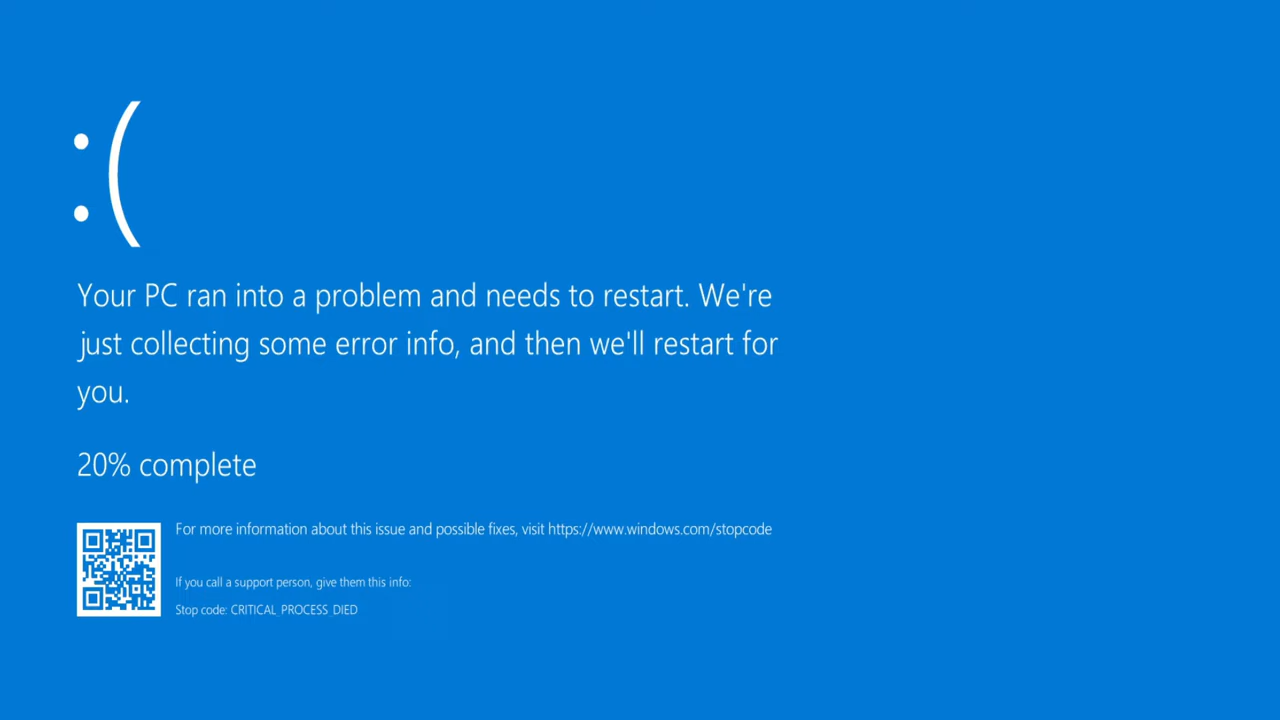 :(
Your PC ran into a problem and needs to restart. We're
just collecting some error info, and then we'll restart for
you.
20% complete
For more information about this issue and possible fixes, visit https://www.windows.com/stopcode
If you call a support person, give them this info:
Stop code: CRITICAL_PROCESS_DIED